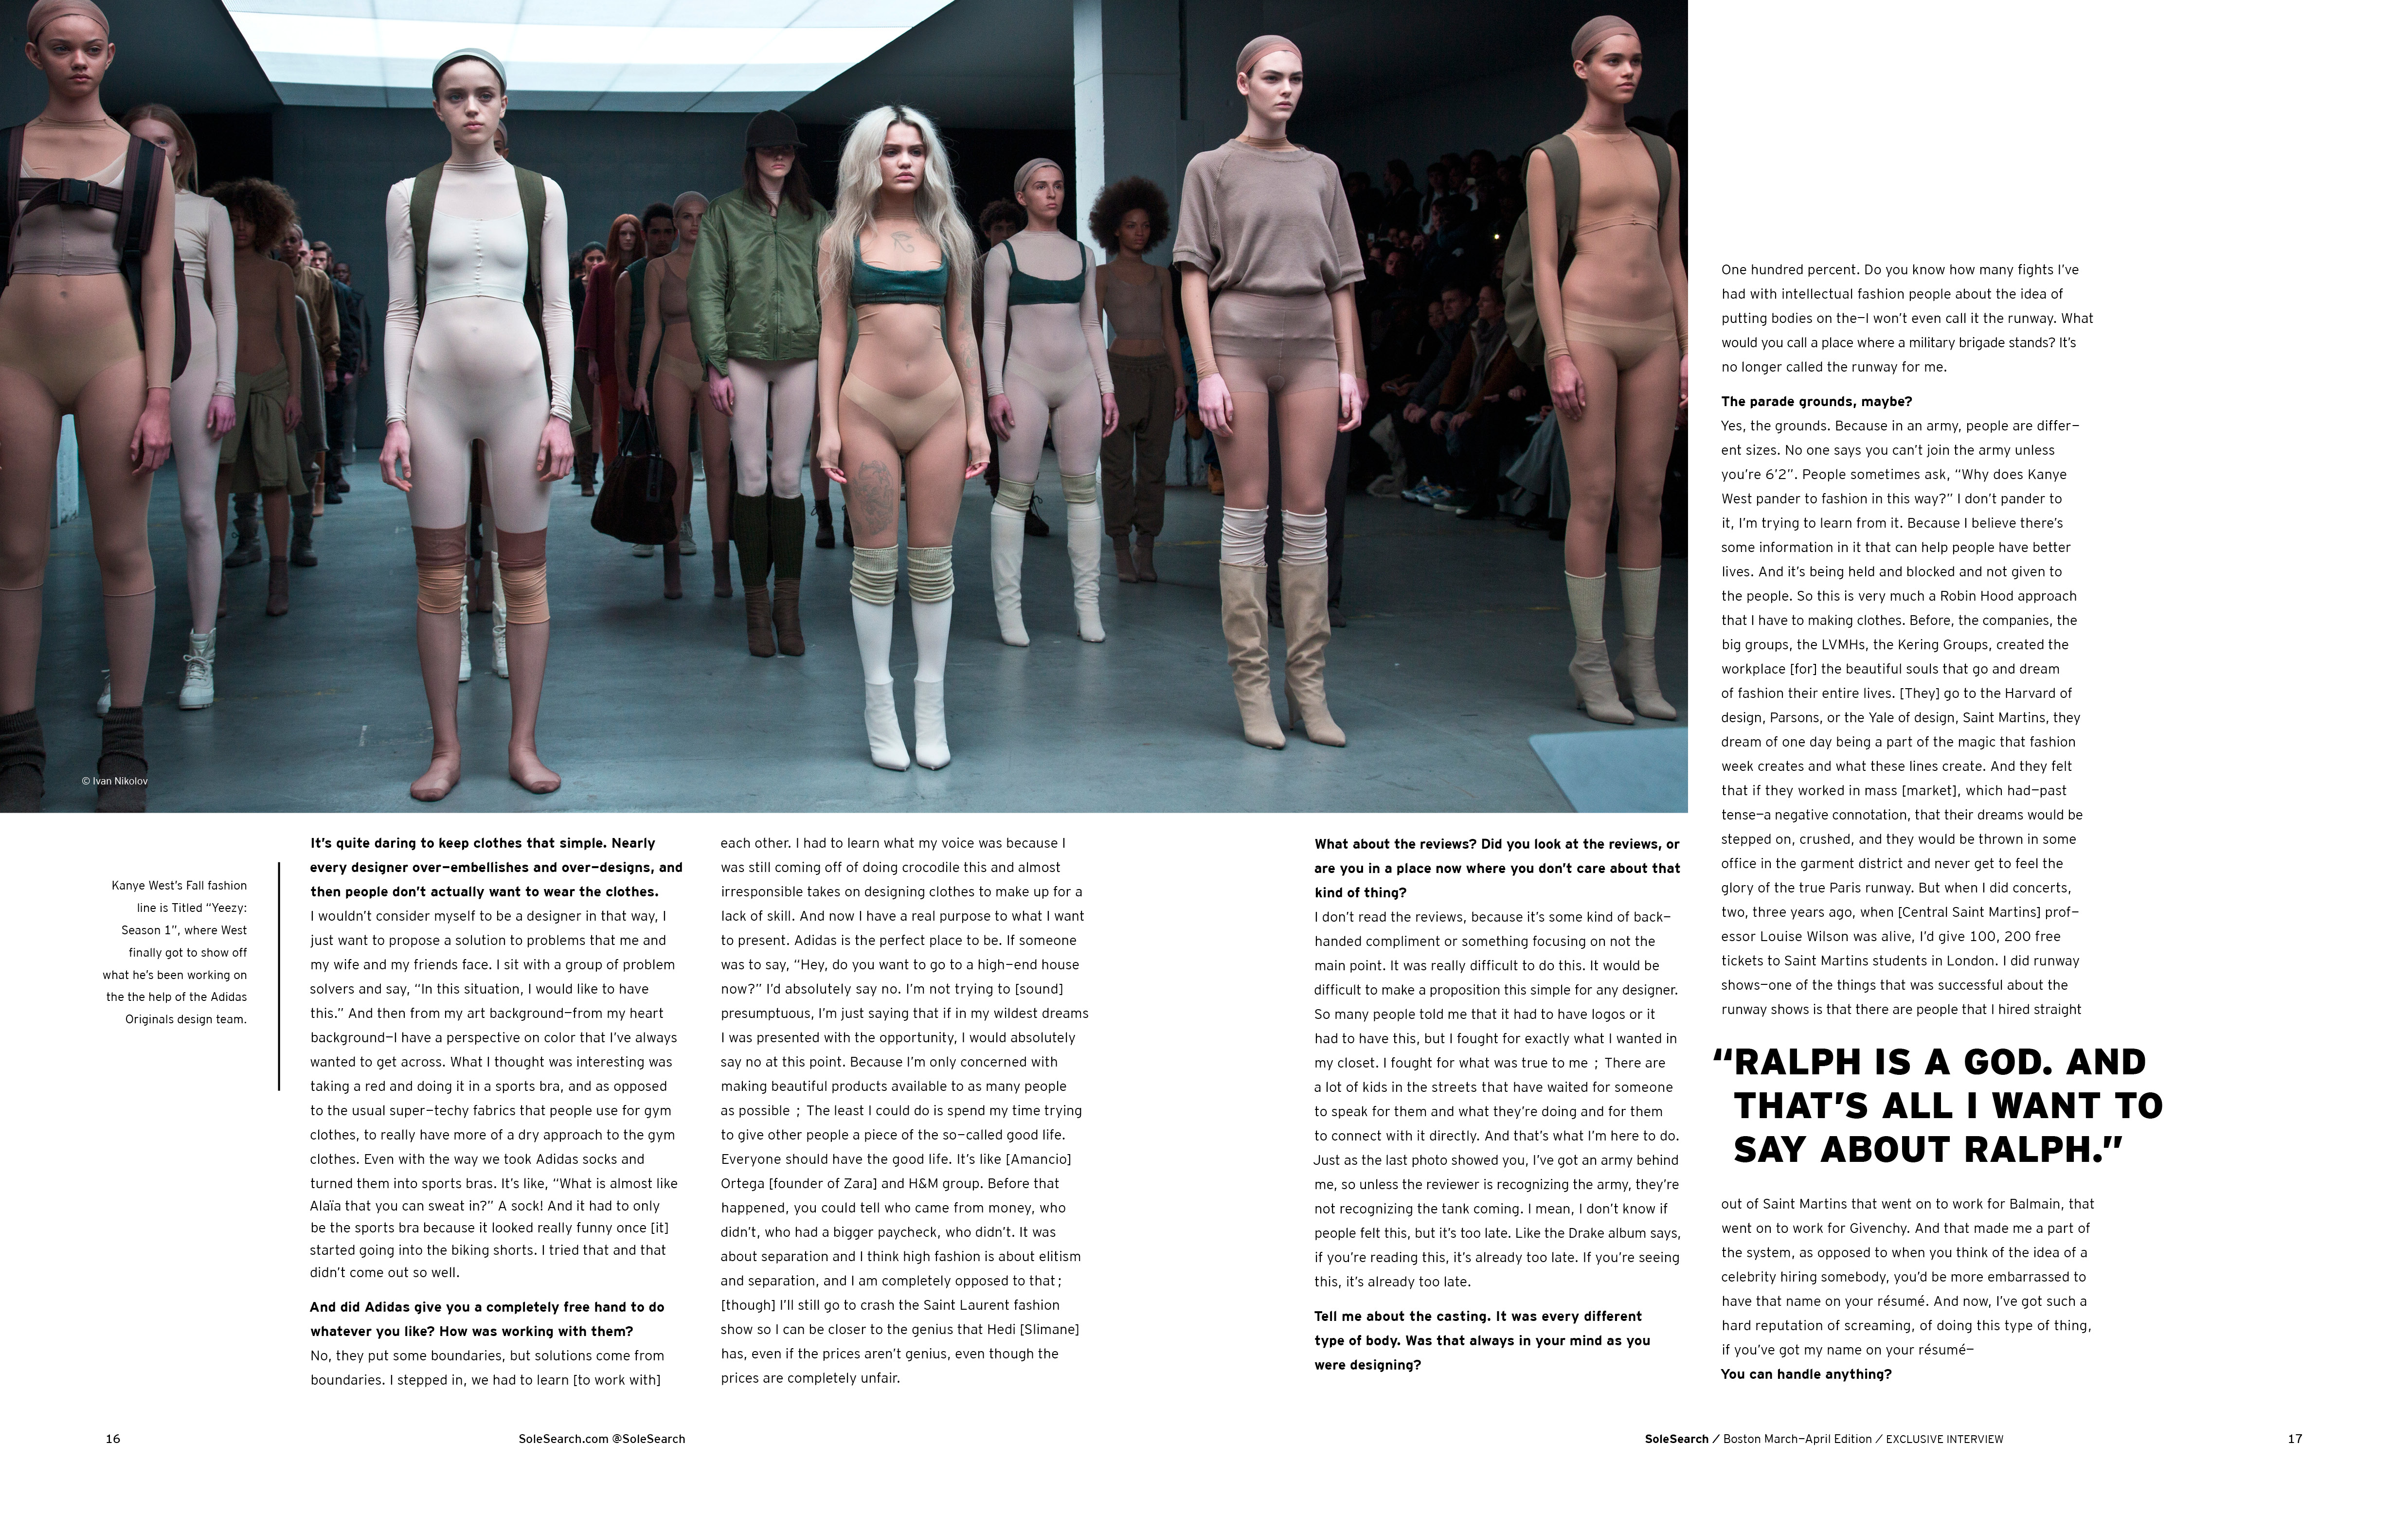 © Ivan Nikolov
Kanye West’s Fall fashion
line is Titled “Yeezy:
Season 1”, where West
finally got to show off
what he’s been working on
the the help of the Adidas
Originals design team.
It’s quite daring to keep clothes that simple. Nearly
every designer over–embellishes and over–designs, and
then people don’t actually want to wear the clothes.
I wouldn’t consider myself to be a designer in that way, I
just want to propose a solution to problems that me and
my wife and my friends face. I sit with a group of problem
solvers and say, “In this situation, I would like to have
this.” And then from my art background–from my heart
background–I have a perspective on color that I’ve always
wanted to get across. What I thought was interesting was
taking a red and doing it in a sports bra, and as opposed
to the usual super–techy fabrics that people use for gym
clothes, to really have more of a dry approach to the gym
clothes. Even with the way we took Adidas socks and
turned them into sports bras. It’s like, “What is almost like
Alaïa that you can sweat in?” A sock! And it had to only
be the sports bra because it looked really funny once [it]
started going into the biking shorts. I tried that and that
didn’t come out so well.
And did Adidas give you a completely free hand to do
whatever you like? How was working with them?
No, they put some boundaries, but solutions come from
boundaries. I stepped in, we had to learn [to work with]
each other. I had to learn what my voice was because I
was still coming off of doing crocodile this and almost
irresponsible takes on designing clothes to make up for a
lack of skill. And now I have a real purpose to what I want
to present. Adidas is the perfect place to be. If someone
was to say, “Hey, do you want to go to a high–end house
now?” I’d absolutely say no. I’m not trying to [sound]
presumptuous, I’m just saying that if in my wildest dreams
I was presented with the opportunity, I would absolutely
say no at this point. Because I’m only concerned with
making beautiful products available to as many people
as possible ; The least I could do is spend my time trying
to give other people a piece of the so–called good life.
Everyone should have the good life. It’s like [Amancio]
Ortega [founder of Zara] and H&M group. Before that
happened, you could tell who came from money, who
didn’t, who had a bigger paycheck, who didn’t. It was
about separation and I think high fashion is about elitism
and separation, and I am completely opposed to that ;
[though] I’ll still go to crash the Saint Laurent fashion
show so I can be closer to the genius that Hedi [Slimane]
has, even if the prices aren’t genius, even though the
prices are completely unfair.
What about the reviews? Did you look at the reviews, or
are you in a place now where you don’t care about that
kind of thing?
I don’t read the reviews, because it’s some kind of back–
handed compliment or something focusing on not the
main point. It was really difficult to do this. It would be
difficult to make a proposition this simple for any designer.
So many people told me that it had to have logos or it
had to have this, but I fought for exactly what I wanted in
my closet. I fought for what was true to me ; There are
a lot of kids in the streets that have waited for someone
to speak for them and what they’re doing and for them
to connect with it directly. And that’s what I’m here to do.
Just as the last photo showed you, I’ve got an army behind
me, so unless the reviewer is recognizing the army, they’re
not recognizing the tank coming. I mean, I don’t know if
people felt this, but it’s too late. Like the Drake album says,
if you’re reading this, it’s already too late. If you’re seeing
this, it’s already too late.
Tell me about the casting. It was every different
type of body. Was that always in your mind as you
were designing?
One hundred percent. Do you know how many fights I’ve
had with intellectual fashion people about the idea of
putting bodies on the–I won’t even call it the runway. What
would you call a place where a military brigade stands? It’s
no longer called the runway for me.
The parade grounds, maybe?
Yes, the grounds. Because in an army, people are differ–
ent sizes. No one says you can’t join the army unless
you’re 6’2”. People sometimes ask, “Why does Kanye
West pander to fashion in this way?” I don’t pander to
it, I’m trying to learn from it. Because I believe there’s
some information in it that can help people have better
lives. And it’s being held and blocked and not given to
the people. So this is very much a Robin Hood approach
that I have to making clothes. Before, the companies, the
big groups, the LVMHs, the Kering Groups, created the
workplace [for] the beautiful souls that go and dream
of fashion their entire lives. [They] go to the Harvard of
design, Parsons, or the Yale of design, Saint Martins, they
dream of one day being a part of the magic that fashion
week creates and what these lines create. And they felt
that if they worked in mass [market], which had–past
tense–a negative connotation, that their dreams would be
stepped on, crushed, and they would be thrown in some
office in the garment district and never get to feel the
glory of the true Paris runway. But when I did concerts,
two, three years ago, when [Central Saint Martins] prof–
essor Louise Wilson was alive, I’d give 100, 200 free
tickets to Saint Martins students in London. I did runway
shows–one of the things that was successful about the
runway shows is that there are people that I hired straight
“RALPH IS A GOD. AND
THAT’S ALL I WANT TO
SAY ABOUT RALPH.”
out of Saint Martins that went on to work for Balmain, that
went on to work for Givenchy. And that made me a part of
the system, as opposed to when you think of the idea of a
celebrity hiring somebody, you’d be more embarrassed to
have that name on your résumé. And now, I’ve got such a
hard reputation of screaming, of doing this type of thing,
if you’ve got my name on your résumé–
You can handle anything?
16
SoleSearch.com @SoleSearch
SoleSearch / Boston March–April Edition / EXCLUSIVE INTERVIEW
17